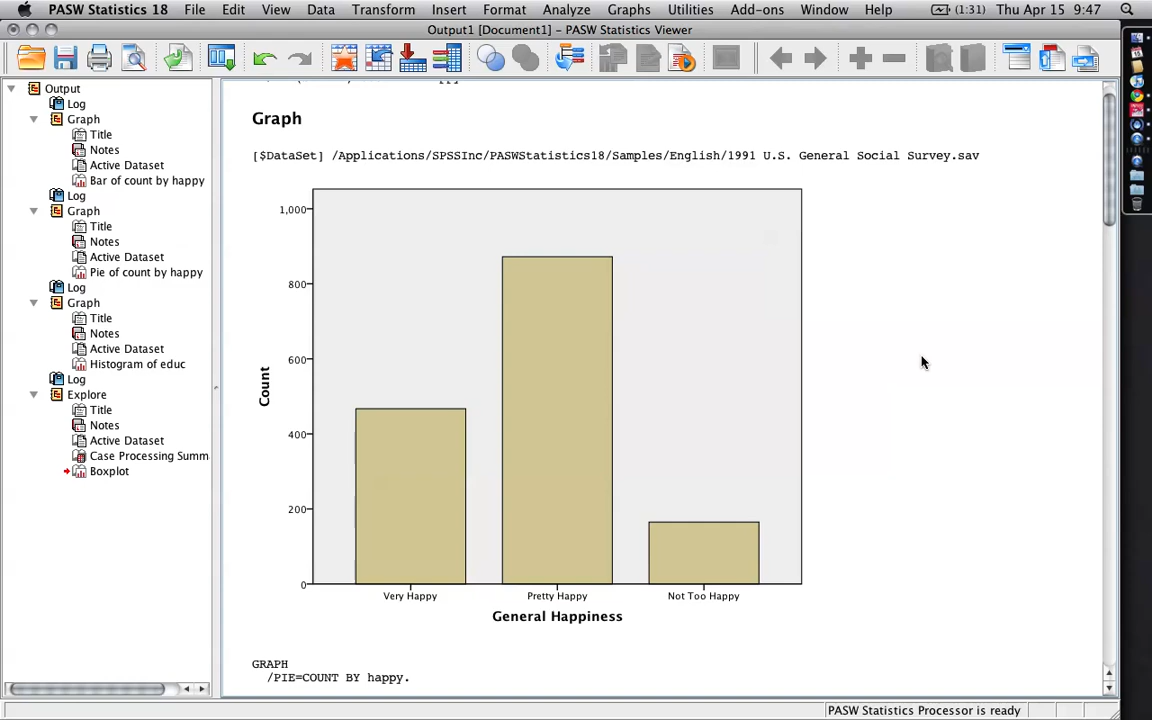 PASW Statistics 18 File Edit View Data Transform Insert Format Analyze Graphs Utilities Add-ons Window Help (1:31) Thu Apr 15 9:47
Output1 [Document1] – PASW Statistics Viewer
Output
Log
Graph
Title
Notes
Active Dataset
Bar of count by happy
Log
Graph
Title
Notes
Active Dataset
Pie of count by happy
Log
Graph
Title
Notes
Active Dataset
Histogram of educ
Log
Explore
Title
Notes
Active Dataset
Case Processing Summ
Boxplot
Graph
[$DataSet] /Applications/SPSSInc/PASWStatistics18/Samples/English/1991 U.S. General Social Survey.sav
1,000
800
600
400
200
0
Count
Very Happy Pretty Happy Not Too Happy
General Happiness
GRAPH
/PIE=COUNT BY happy.
PASW Statistics Processor is ready